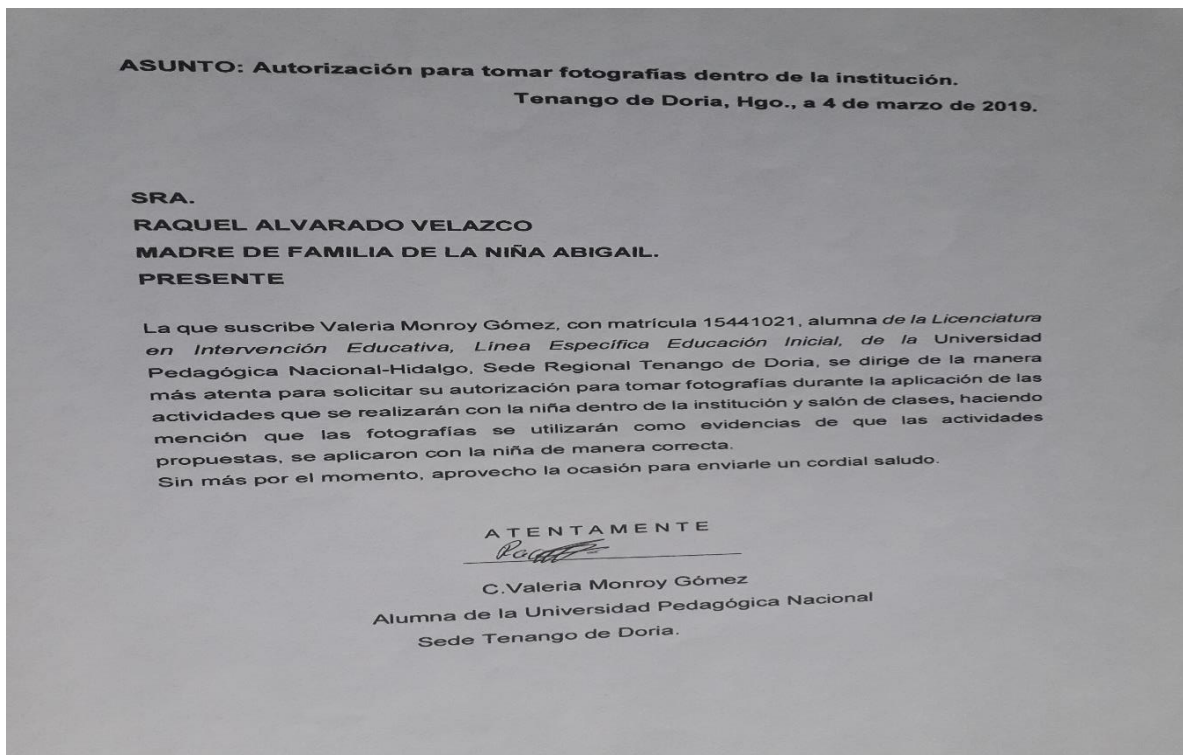 ASUNTO: Autorización para tomar fotografías dentro de la institución.
Tenango de Doria, Hgo., a 4 de marzo de 2019.
SRA.
RAQUEL ALVARADO VELAZCO
MADRE DE FAMILIA DE LA NIÑA ABIGAIL.
PRESENTE
La que suscribe Valeria Monroy Gómez, con matrícula 15441021, alumna de la Licenciatura
en Intervención Educativa, Línea Específica Educación Inicial, de la Universidad
Pedagógica Nacional-Hidalgo, Sede Regional Tenango de Doria, se dirige de la manera
más atenta para solicitar su autorización para tomar fotografías durante la aplicación de las
actividades que se realizarán con la niña dentro de la institución y salón de clases, haciendo
mención que las fotografías se utilizarán como evidencias de que las actividades
propuestas, se aplicaron con la niña de manera correcta.
Sin más por el momento, aprovecho la ocasión para enviarle un cordial saludo.
ATENTAMENTE
C.Valeria Monroy Gómez
Alumna de la Universidad Pedagógica Nacional
Sede Tenango de Doria.